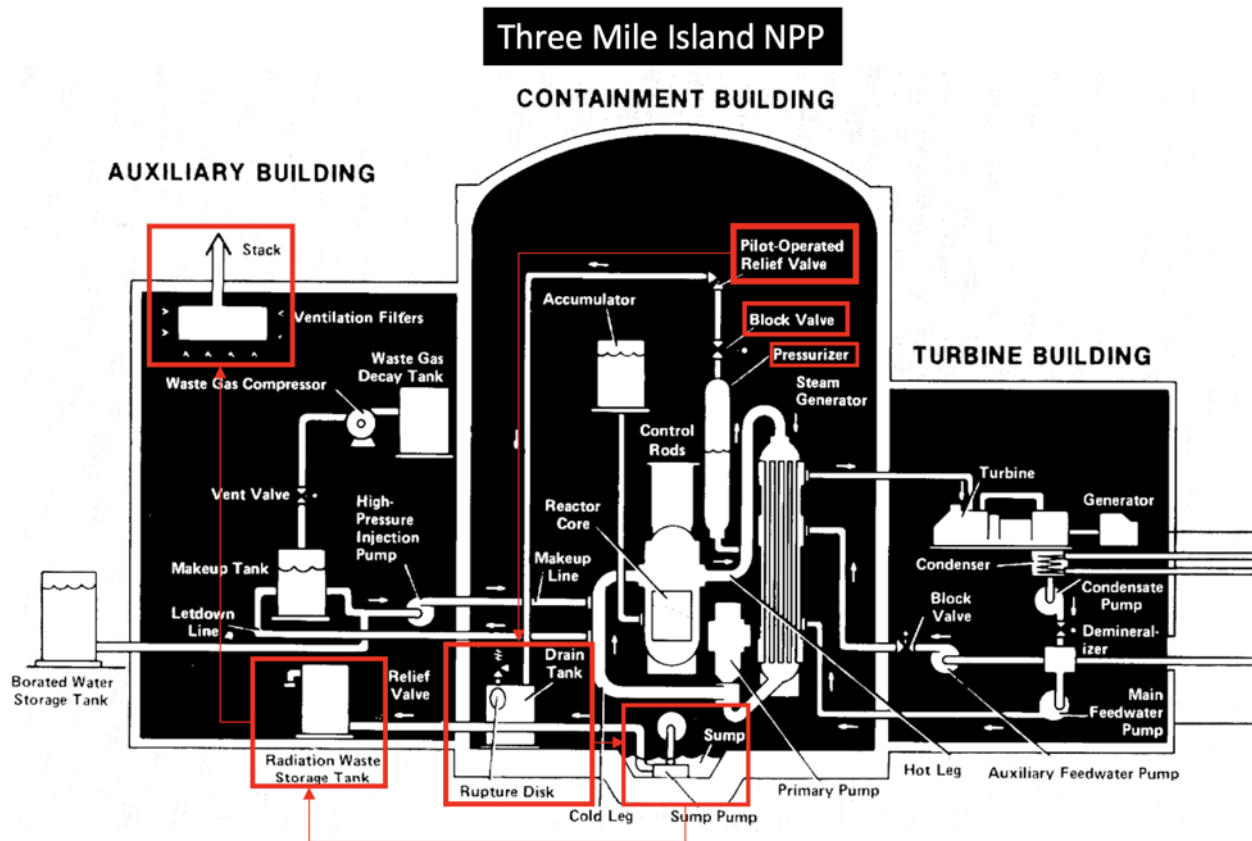 Three Mile Island NPP
CONTAINMENT BUILDING
AUXILIARY BUILDING
TURBINE BUILDING
Stack
Ventilation Filters
Waste Gas
Decay Tank
Waste Gas Compressor
Vent Valve
High-
Pressure
Injection
Pump
Makeup Tank
Letdown
Line
Borated Water
Storage Tank
Relief
Valve
Radiation Waste
Storage Tank
Pilot-Operated
Relief Valve
Accumulator
Block Valve
Pressurizer
Steam
Generator
Control
Rods
Reactor
Core
Makeup
Line
Drain
Tank
Rupture Disk
Cold Leg
Sump
Sump Pump
Primary Pump
Hot Leg
Turbine
Generator
Condenser
Condensate
Pump
Block
Valve
Demineral-
izer
Main
Feedwater
Pump
Auxiliary Feedwater Pump